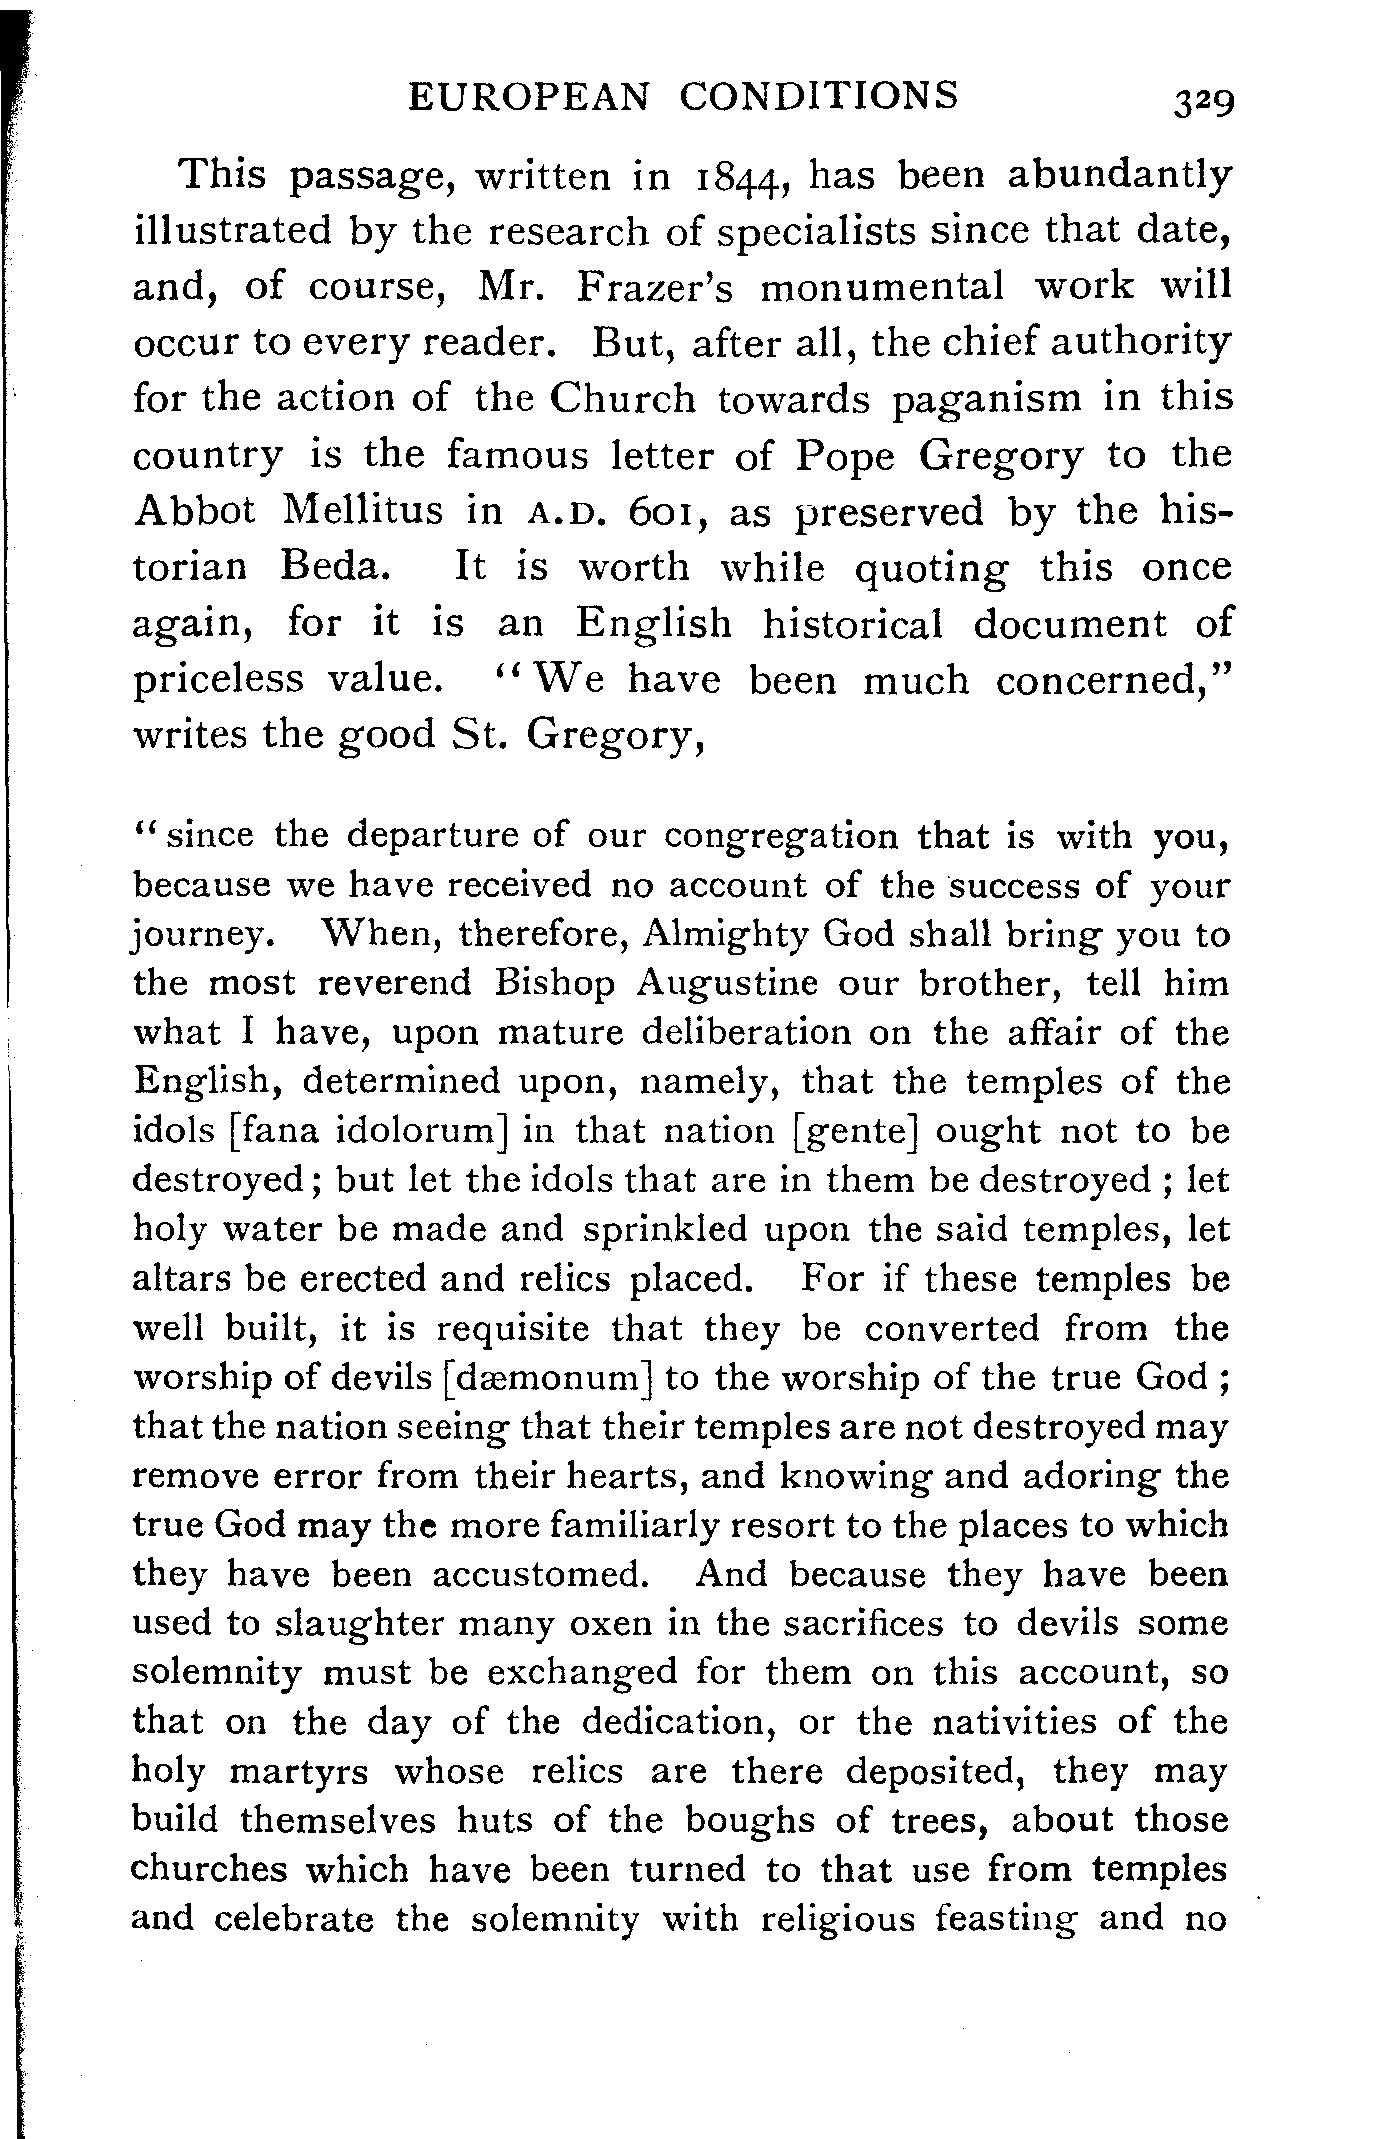 EUROPEAN CONDITIONS 329
This passage, written in 1844, has been abundantly
illustrated by the research of specialists since that date,
and, of course, Mr. Frazer's monumental work will
occur to every reader. But, after all, the chief authority
for the action of the Church towards paganism in this
country is the famous letter of Pope Gregory to the
Abbot Mellitus in A.D. 601, as preserved by the his-
torian Beda. It is worth while quoting this once
again, for it is an English historical document of
priceless value. “We have been much concerned,”
writes the good St. Gregory,
“since the departure of our congregation that is with you,
because we have received no account of the success of your
journey. When, therefore, Almighty God shall bring you to
the most reverend Bishop Augustine our brother, tell him
what I have, upon mature deliberation on the affair of the
English, determined upon, namely, that the temples of the
idols [fana idolorum] in that nation [gente] ought not to be
destroyed; but let the idols that are in them be destroyed; let
holy water be made and sprinkled upon the said temples, let
altars be erected and relics placed. For if these temples be
well built, it is requisite that they be converted from the
worship of devils [dæmonum] to the worship of the true God;
that the nation seeing that their temples are not destroyed may
remove error from their hearts, and knowing and adoring the
true God may the more familiarly resort to the places to which
they have been accustomed. And because they have been
used to slaughter many oxen in the sacrifices to devils some
solemnity must be exchanged for them on this account, so
that on the day of the dedication, or the nativities of the
holy martyrs whose relics are there deposited, they may
build themselves huts of the boughs of trees, about those
churches which have been turned to that use from temples
and celebrate the solemnity with religious feasting and no